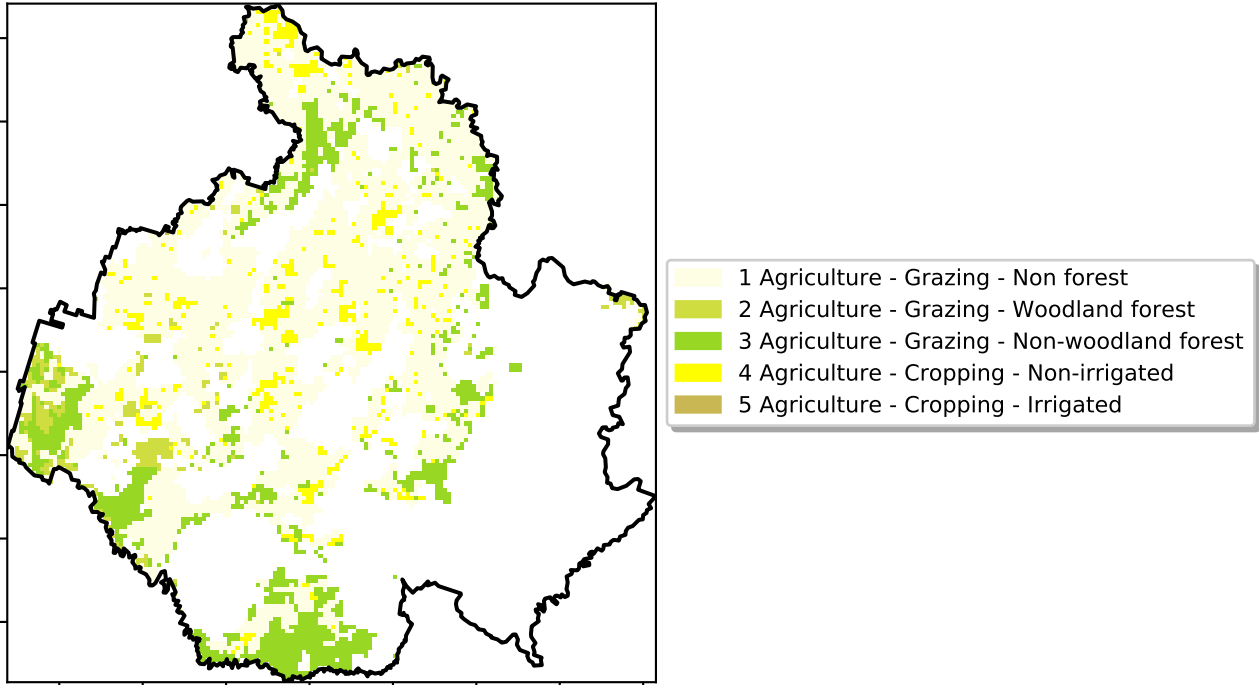 1 Agriculture - Grazing - Non forest
2 Agriculture - Grazing - Woodland forest
3 Agriculture - Grazing - Non-woodland forest
4 Agriculture - Cropping - Non-irrigated
5 Agriculture - Cropping - Irrigated